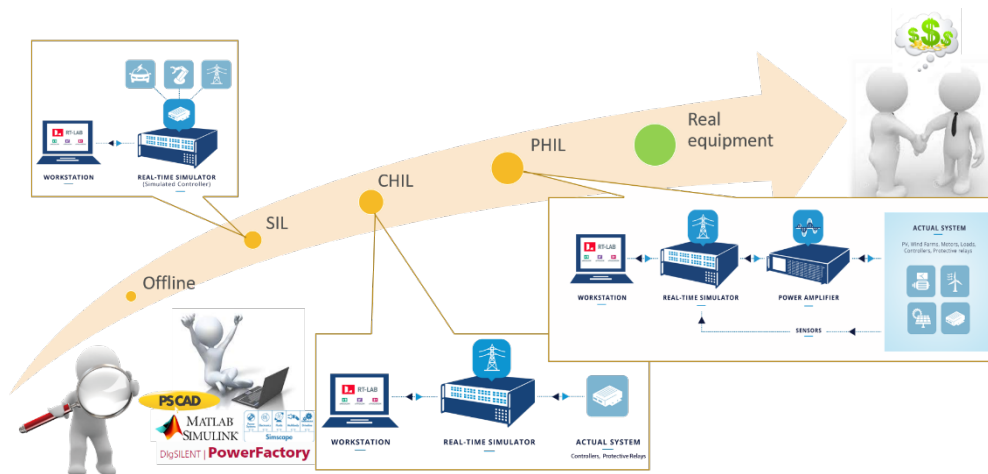 $$$s
RT-LAB
WORKSTATION
REAL-TIME SIMULATOR
(Simulated Controller)
Offline
SIL
CHIL
PHIL
Real
equipment
PSCAD
MATLAB
SIMULINK
Simscape
DIgSILENT | PowerFactory
RT-LAB
WORKSTATION
REAL-TIME SIMULATOR
ACTUAL SYSTEM
Controllers, Protective Relays
RT-LAB
WORKSTATION
REAL-TIME SIMULATOR
POWER AMPLIFIER
SENSORS
ACTUAL SYSTEM
PV, Wind Farms, Motors, Loads,
Controllers, Protective relays